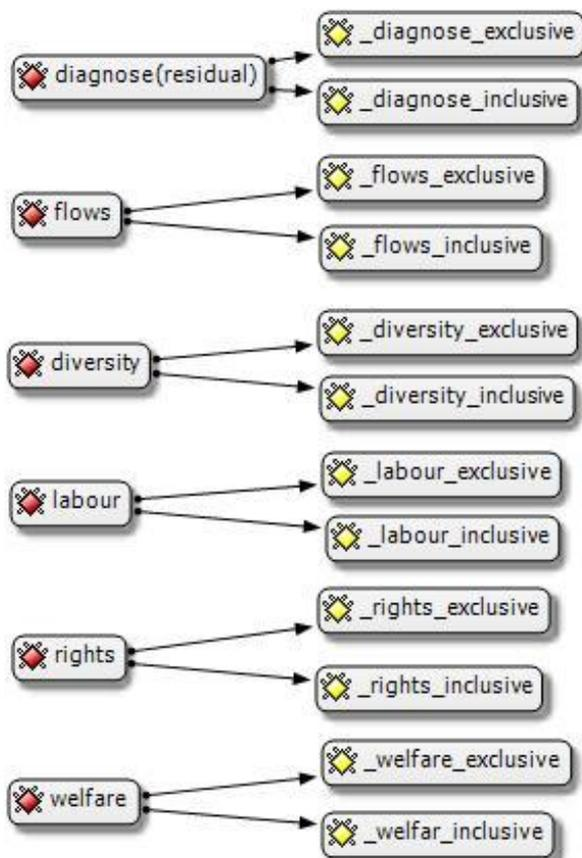 diagnose(residual)
_diagnose_exclusive
_diagnose_inclusive
flows
_flows_exclusive
_flows_inclusive
diversity
_diversity_exclusive
_diversity_inclusive
labour
_labour_exclusive
_labour_inclusive
rights
_rights_exclusive
_rights_inclusive
welfare
_welfare_exclusive
_welfar_inclusive